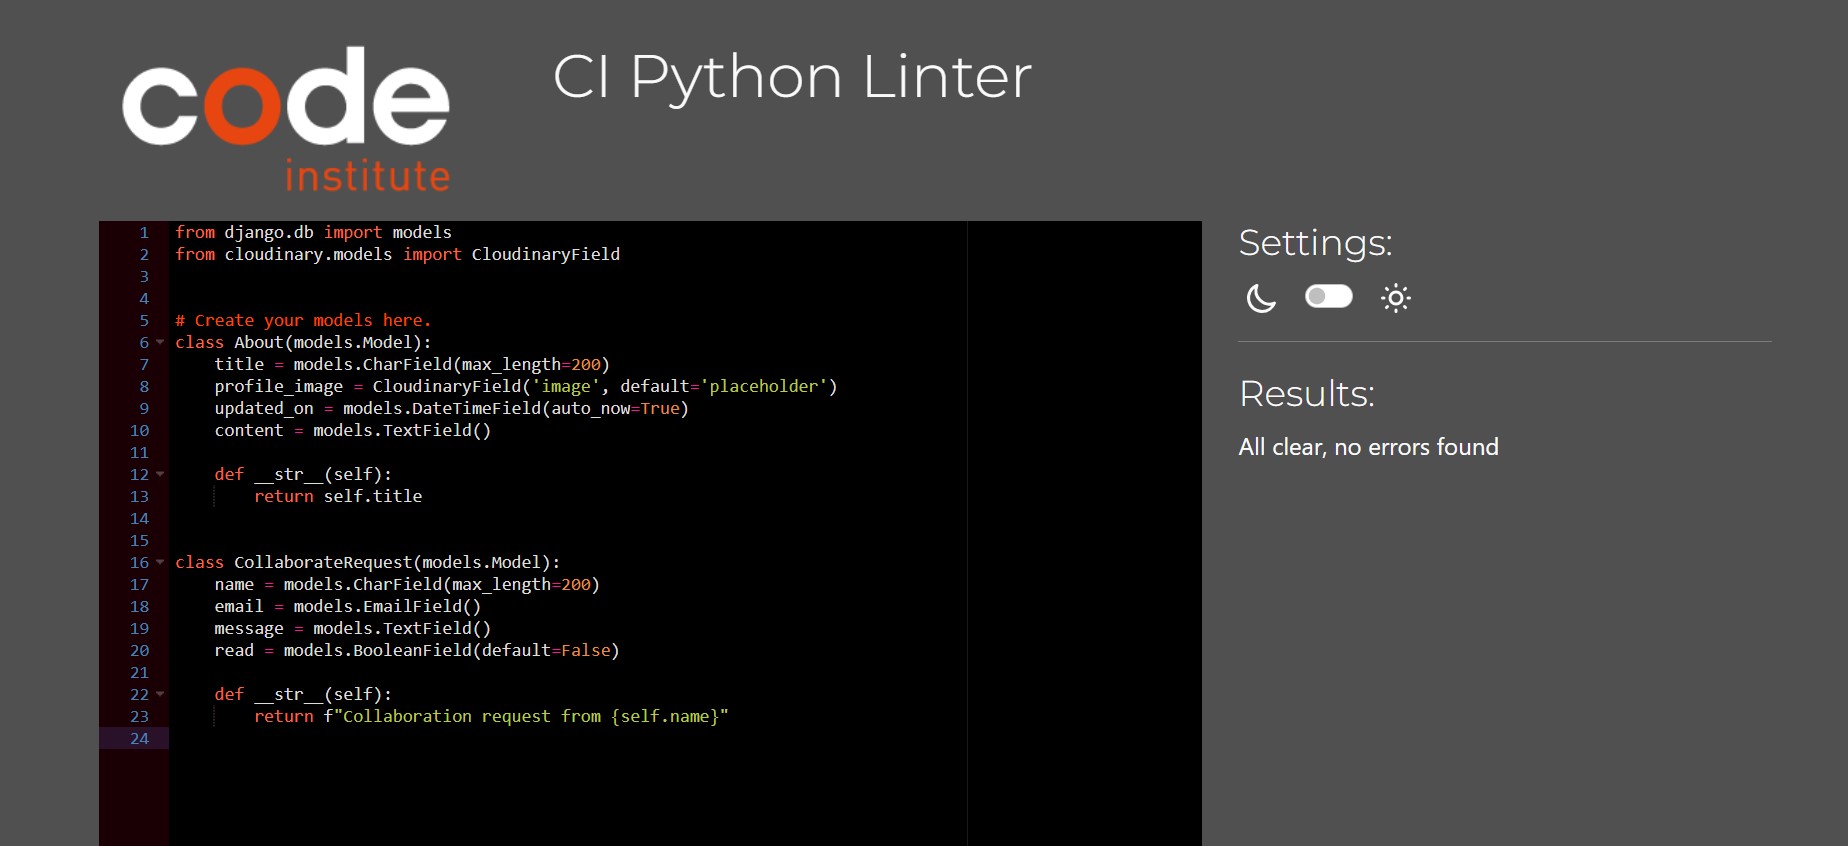 code
institute
CI Python Linter
1 from django.db import models
2 from cloudinary.models import CloudinaryField
3
4
5 # Create your models here.
6 class About(models.Model):
7     title = models.CharField(max_length=200)
8     profile_image = CloudinaryField('image', default='placeholder')
9     updated_on = models.DateTimeField(auto_now=True)
10     content = models.TextField()
11
12     def __str__(self):
13         return self.title
14
15
16 class CollaborateRequest(models.Model):
17     name = models.CharField(max_length=200)
18     email = models.EmailField()
19     message = models.TextField()
20     read = models.BooleanField(default=False)
21
22     def __str__(self):
23         return f"Collaboration request from {self.name}"
24
Settings:
Results:
All clear, no errors found